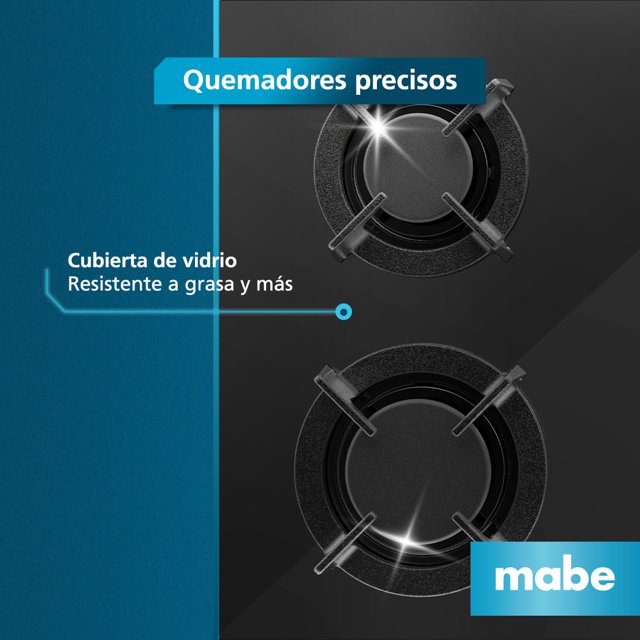 Quemadores precisos
Cubierta de vidrio
Resistente a grasa y más
mabe